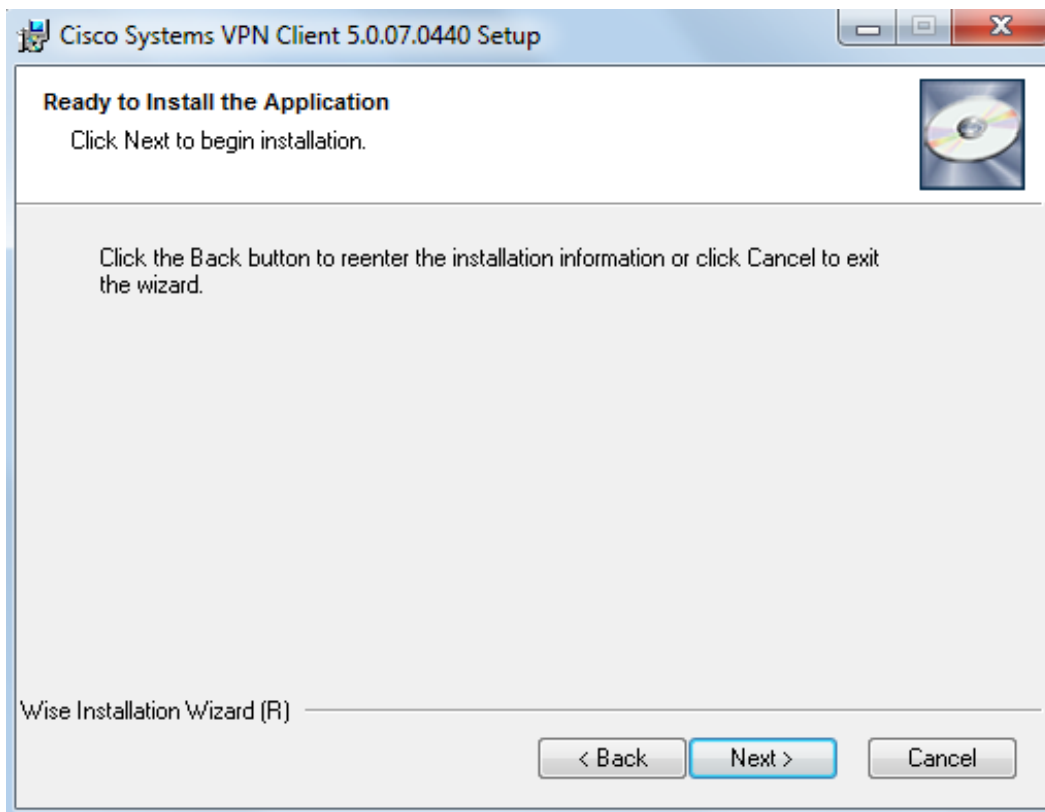 Cisco Systems VPN Client 5.0.07.0440 Setup
Ready to Install the Application
Click Next to begin installation.
Click the Back button to reenter the installation information or click Cancel to exit
the wizard.
Wise Installation Wizard (R)
< Back
Next >
Cancel